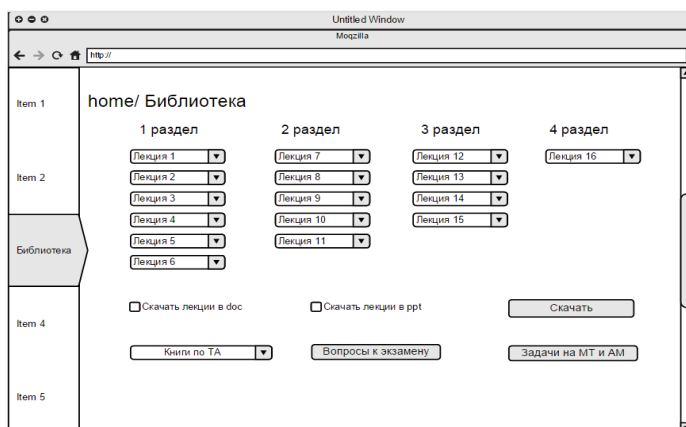 Untitled Window
Moqzilla
http://
Item 1
Item 2
Библиотека
Item 4
Item 5
home/ Библиотека
1 раздел 2 раздел 3 раздел 4 раздел
Лекция 1 Лекция 7 Лекция 12 Лекция 16
Лекция 2 Лекция 8 Лекция 13
Лекция 3 Лекция 9 Лекция 14
Лекция 4 Лекция 10 Лекция 15
Лекция 5 Лекция 11
Лекция 6
Скачать лекции в doc Скачать лекции в ppt Скачать
Книги по ТА Вопросы к экзамену Задачи на МТ и АМ